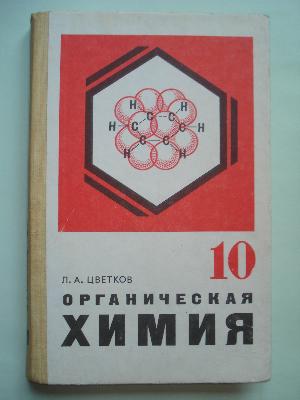 H H
H C C C H
C C
H H
10
Л. А. ЦВЕТКОВ
ОРГАНИЧЕСКАЯ
ХИМИЯ